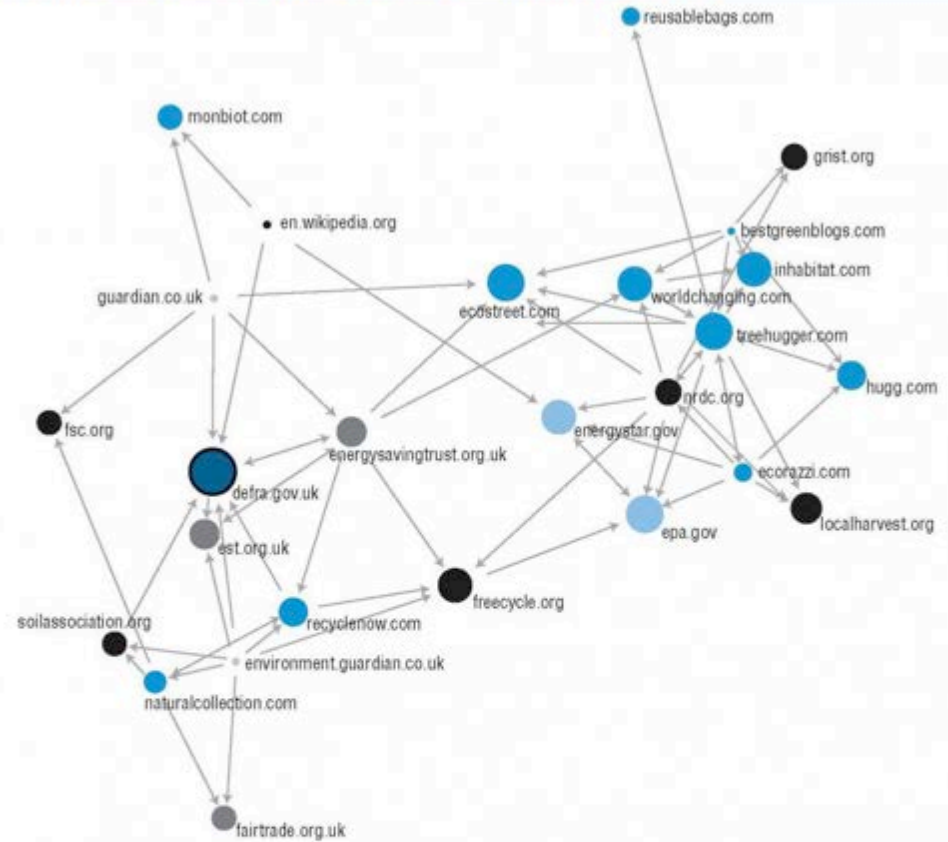 reusablebags.com
monbiot.com
grist.org
en.wikipedia.org
bestgreenblogs.com
inhabitat.com
guardian.co.uk
worldchanging.com
ecostreet.com
treehugger.com
hugg.com
nrdc.org
fsc.org
energystar.gov
energysavingtrust.org.uk
ecorazzi.com
defra.gov.uk
localharvest.org
epa.gov
est.org.uk
freecycle.org
soilassociation.org
recyclenow.com
environment.guardian.co.uk
naturalcollection.com
fairtrade.org.uk